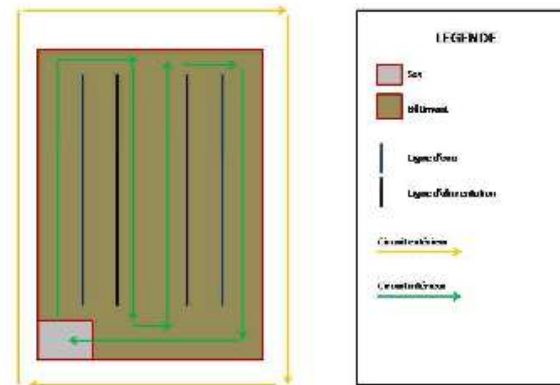 LEGENDE
Sas
Bâtiment
Ligne d'eau
Ligne d'alimentation
Circuit extérieur
Circuit intérieur